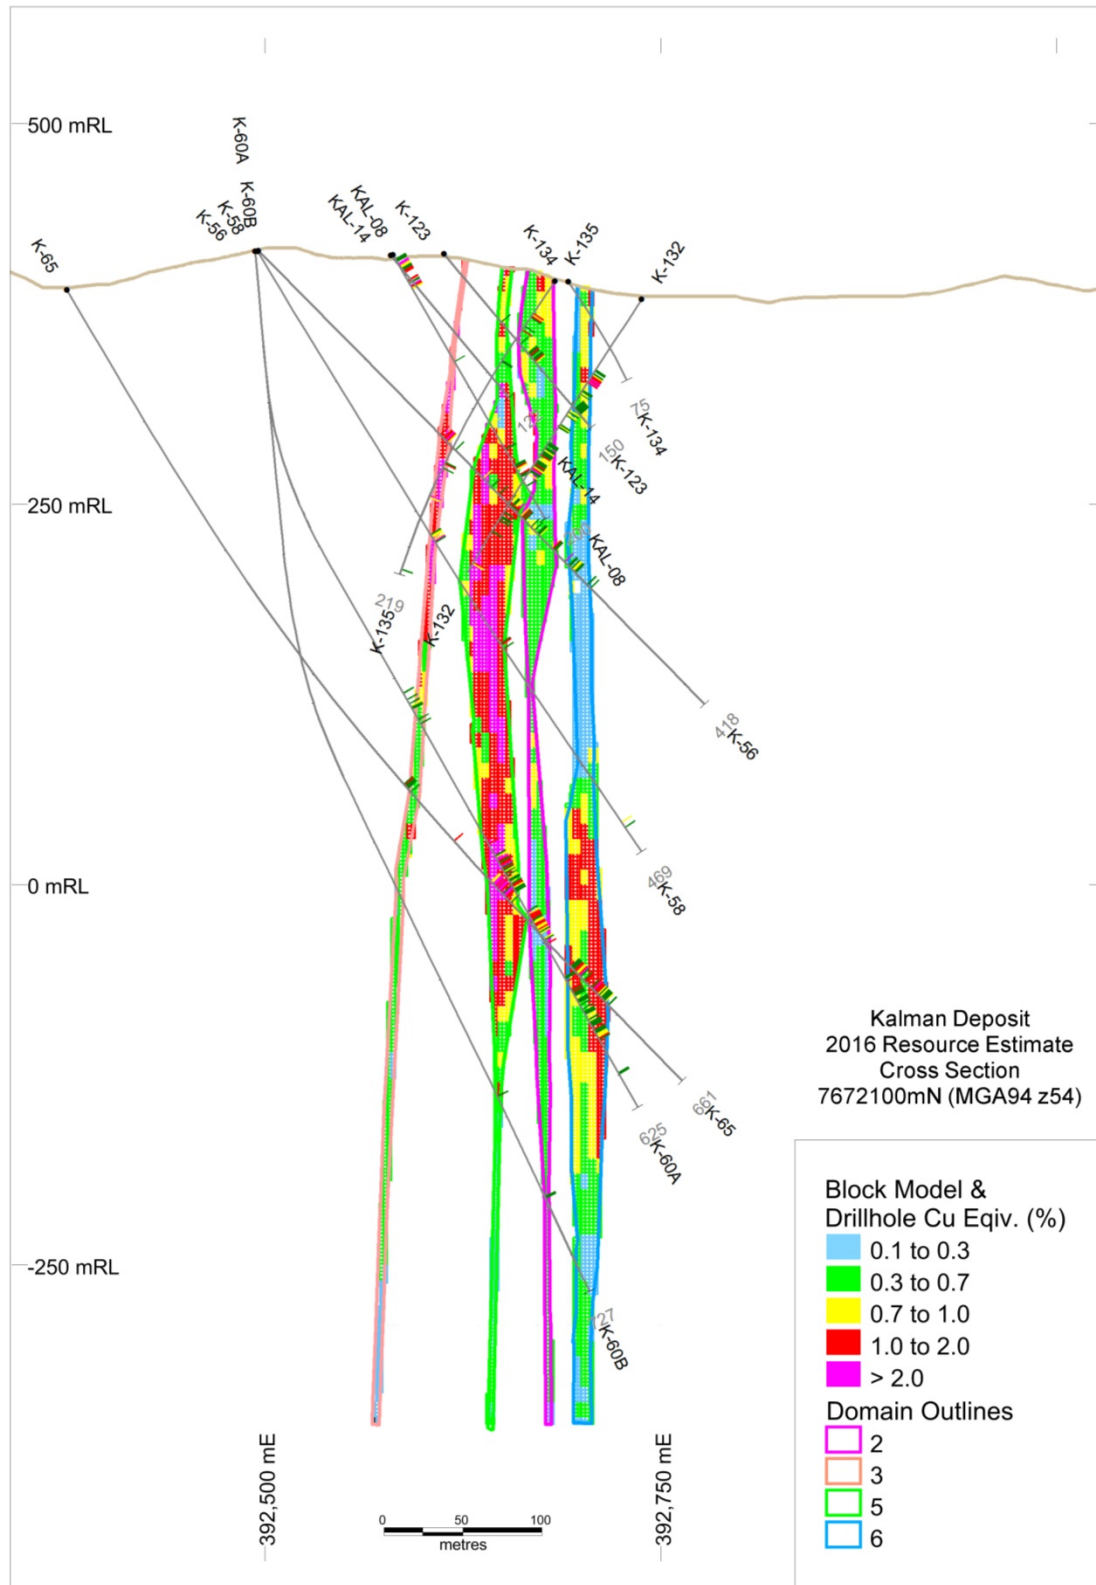 500 mRL
K-60A
K-60B
K-58
K-56
KAL-08
KAL-14
K-123
K-134
K-135
K-132
K-65
75
K-134
150
K-123
KAL-14
250 mRL
KAL-08
219
K-135
K-132
418
K-56
0 mRL
469
K-58
Kalman Deposit
2016 Resource Estimate
Cross Section
7672100mN (MGA94 z54)
661
K-65
625
K-60A
Block Model &
Drillhole Cu Eqiv. (%)
0.1 to 0.3
0.3 to 0.7
0.7 to 1.0
1.0 to 2.0
> 2.0
-250 mRL
727
K-60B
Domain Outlines
2
3
5
6
392,500 mE
392,750 mE
0 50 100
metres